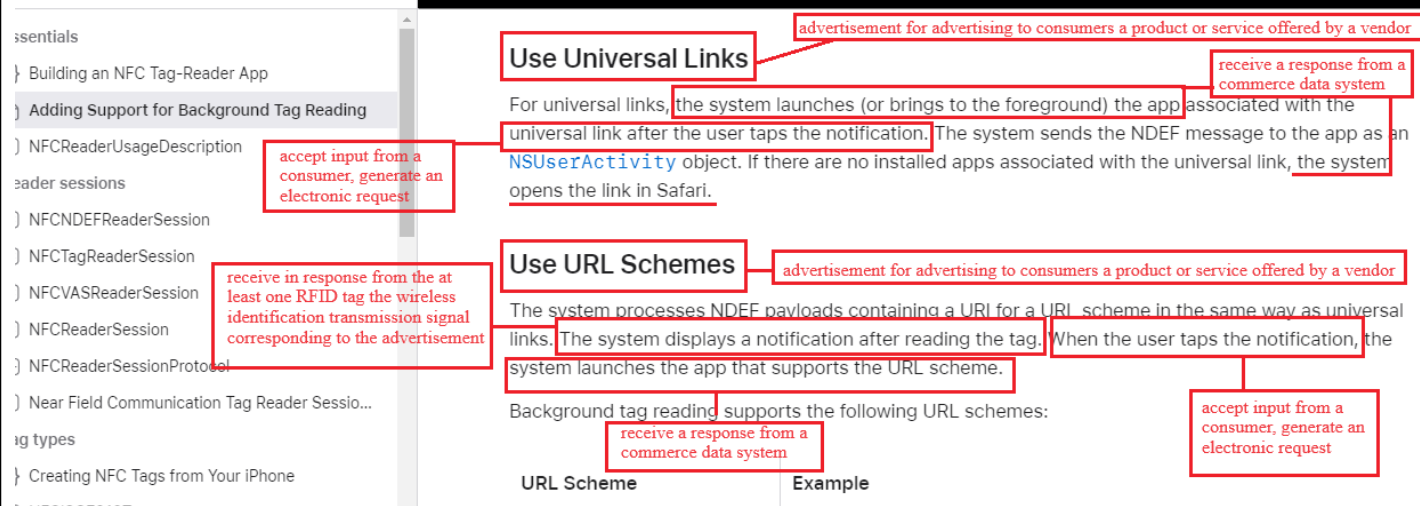 ssentials
Building an NFC Tag-Reader App
Adding Support for Background Tag Reading
NFCReaderUsageDescription
eader sessions
NFCNDEFReaderSession
NFCTagReaderSession
NFCVASReaderSession
NFCReaderSession
NFCReaderSessionProtocol
Near Field Communication Tag Reader Sessio...
ag types
Creating NFC Tags from Your iPhone
accept input from a
consumer, generate an
electronic request
receive in response from the at
least one RFID tag the wireless
identification transmission signal
corresponding to the advertisement
advertisement for advertising to consumers a product or service offered by a vendor
Use Universal Links
receive a response from a
commerce data system
For universal links, the system launches (or brings to the foreground) the app associated with the
universal link after the user taps the notification. The system sends the NDEF message to the app as an
NSUserActivity object. If there are no installed apps associated with the universal link, the system
opens the link in Safari.
Use URL Schemes
advertisement for advertising to consumers a product or service offered by a vendor
The system processes NDEF payloads containing a URI for a URL scheme in the same way as universal
links. The system displays a notification after reading the tag. When the user taps the notification, the
system launches the app that supports the URL scheme.
Background tag reading supports the following URL schemes:
accept input from a
consumer, generate an
electronic request
receive a response from a
commerce data system
URL Scheme
Example